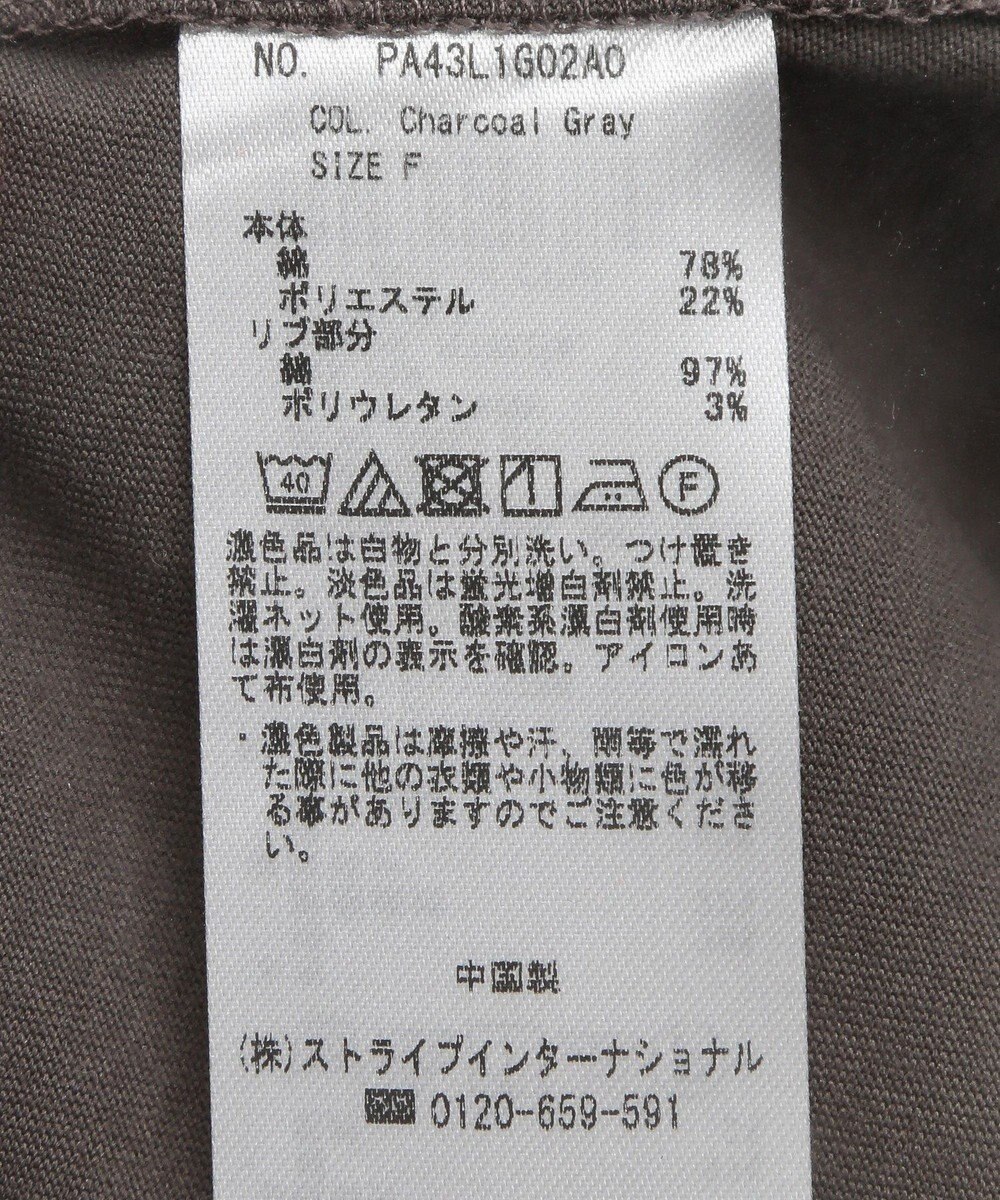 NO. PA43L1G02A0
COL. Charcoal Gray
SIZE F
本体
綿 78%
ポリエステル 22%
リブ部分
綿 97%
ポリウレタン 3%
40 F
濃色品は白物と分別洗い。つけ置き
禁止。淡色品は蛍光増白剤禁止。洗
濯ネット使用。酸素系漂白剤使用時
は漂白剤の表示を確認。アイロンあ
て布使用。
・濃色製品は摩擦や汗、雨等で濡れ
た際に他の衣類や小物類に色が移
る事がありますのでご注意くださ
い。
中国製
(株)ストライプインターナショナル
0120-659-591